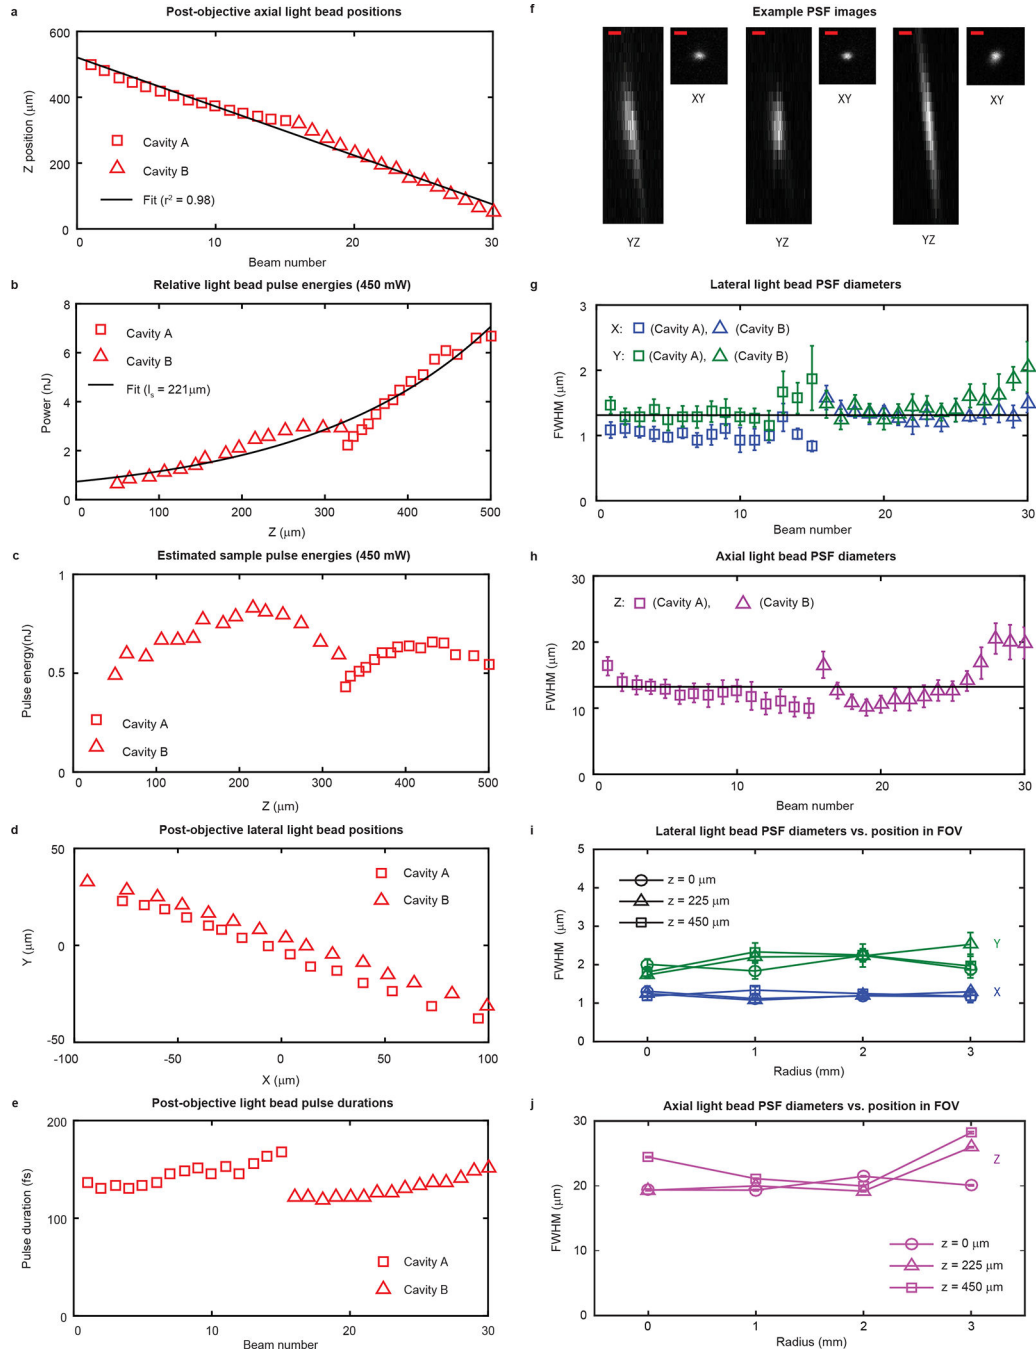 a Post-objective axial light bead positions
600
400
200
0
Z position (μm)
Cavity A
Cavity B
Fit (r² = 0.98)
0 10 20 30
Beam number
b Relative light bead pulse energies (450 mW)
8
6
4
2
0
Power (nJ)
Cavity A
Cavity B
Fit (lₛ = 221μm)
0 100 200 300 400 500
Z (μm)
c Estimated sample pulse energies (450 mW)
1
0.5
0
Pulse energy(nJ)
Cavity A
Cavity B
0 100 200 300 400 500
Z (μm)
d Post-objective lateral light bead positions
50
0
-50
Y (μm)
Cavity A
Cavity B
-100 -50 0 50 100
X (μm)
e Post-objective light bead pulse durations
200
100
0
Pulse duration (fs)
Cavity A
Cavity B
0 10 20 30
Beam number
f Example PSF images
XY XY XY
YZ YZ YZ
g Lateral light bead PSF diameters
3
2
1
0
FWHM (μm)
X: (Cavity A), (Cavity B)
Y: (Cavity A), (Cavity B)
0 10 20 30
Beam number
h Axial light bead PSF diameters
30
20
10
0
FWHM (μm)
Z: (Cavity A), (Cavity B)
0 10 20 30
Beam number
i Lateral light bead PSF diameters vs. position in FOV
5
4
3
2
1
0
FWHM (μm)
z = 0 μm
z = 225 μm
z = 450 μm
Y
X
0 1 2 3
Radius (mm)
j Axial light bead PSF diameters vs. position in FOV
30
20
10
0
FWHM (μm)
Z
z = 0 μm
z = 225 μm
z = 450 μm
0 1 2 3
Radius (mm)